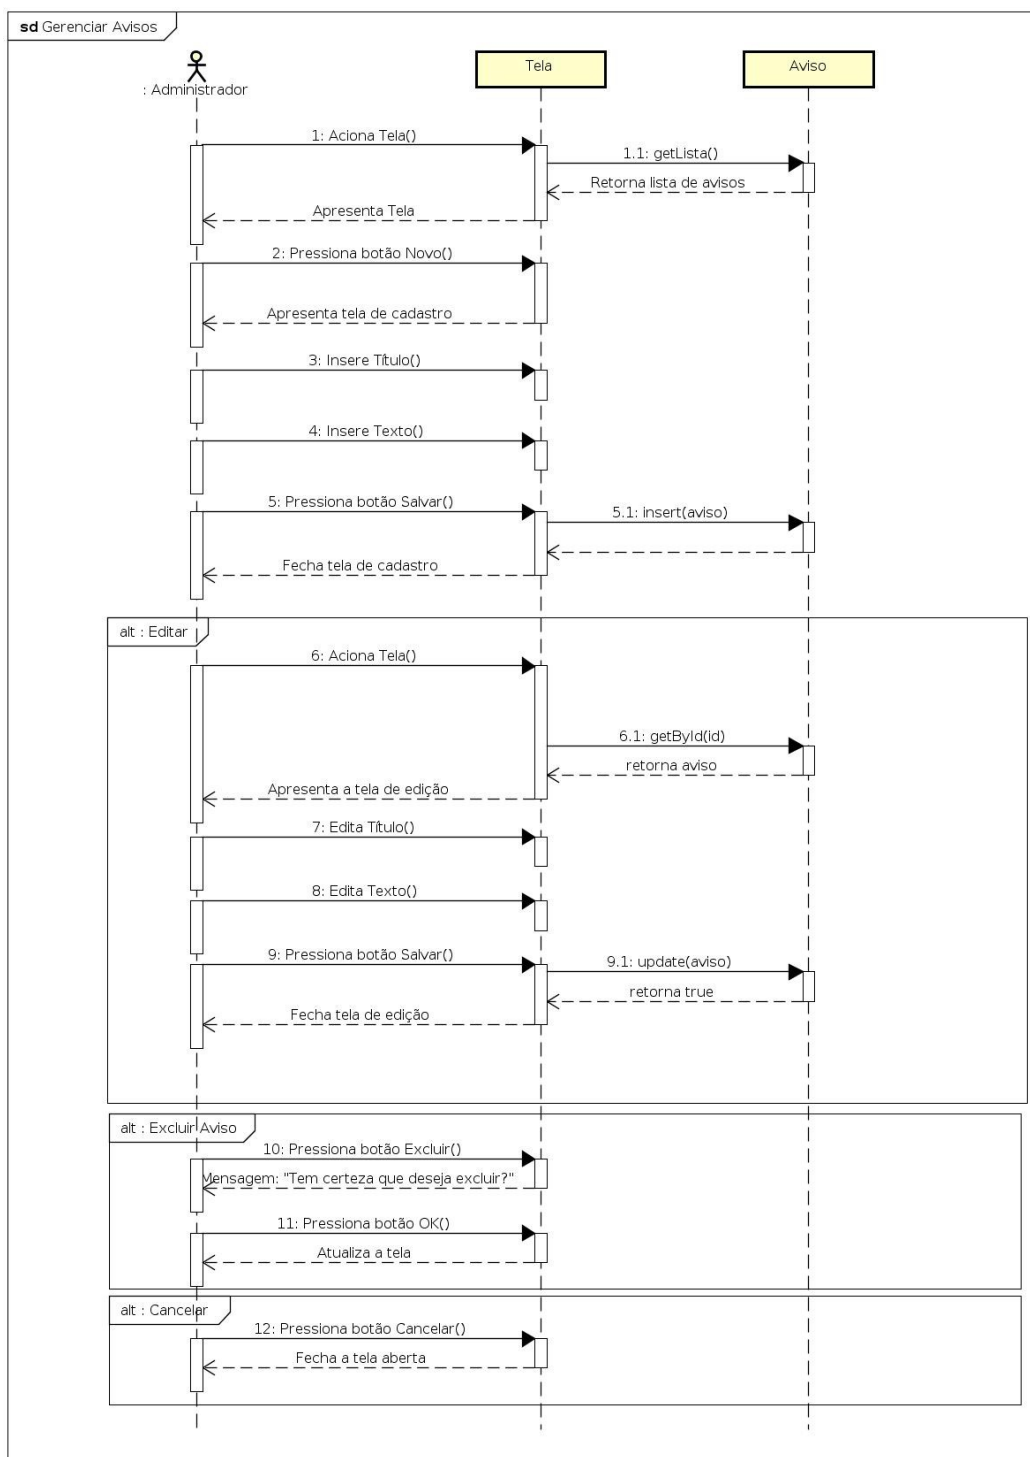 sd Gerenciar Avisos
: Administrador
Tela
Aviso
1: Aciona Tela()
1.1: getLista()
Retorna lista de avisos
Apresenta Tela
2: Pressiona botão Novo()
Apresenta tela de cadastro
3: Insere Título()
4: Insere Texto()
5: Pressiona botão Salvar()
5.1: insert(aviso)
Fecha tela de cadastro
alt : Editar
6: Aciona Tela()
6.1: getById(id)
retorna aviso
Apresenta a tela de edição
7: Edita Título()
8: Edita Texto()
9: Pressiona botão Salvar()
9.1: update(aviso)
retorna true
Fecha tela de edição
alt : Excluir Aviso
10: Pressiona botão Excluir()
Mensagem: "Tem certeza que deseja excluir?"
11: Pressiona botão OK()
Atualiza a tela
alt : Cancelar
12: Pressiona botão Cancelar()
Fecha a tela aberta